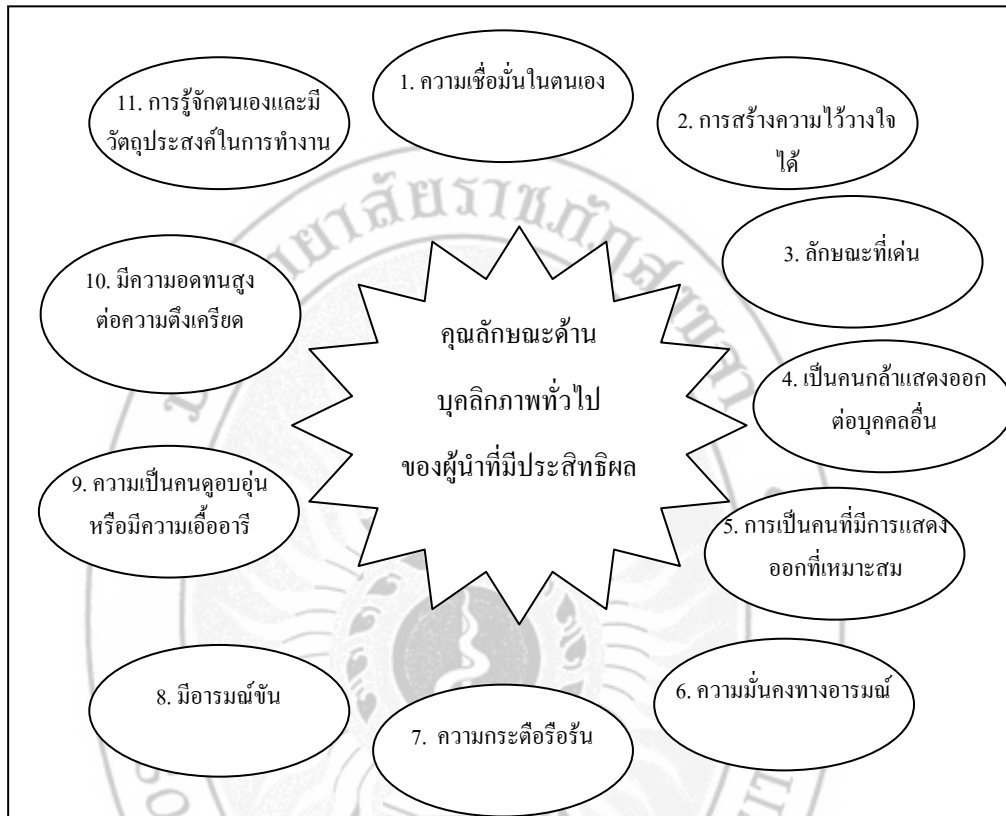 1. ความเชื่อมั่นในตนเอง
2. การสร้างความไว้วางใจ
ได้
3. ลักษณะที่เด่น
4. เป็นคนกล้าแสดงออก
ต่อบุคคลอื่น
5. การเป็นคนที่มีการแสดง
ออกที่เหมาะสม
6. ความมั่นคงทางอารมณ์
7. ความกระตือรือร้น
8. มีอารมณ์ขัน
9. ความเป็นคนดูอบอุ่น
หรือมีความเอื้ออารี
10. มีความอดทนสูง
ต่อความตึงเครียด
11. การรู้จักตนเองและมี
วัตถุประสงค์ในการทำงาน
คุณลักษณะด้าน
บุคลิกภาพทั่วไป
ของผู้นำที่มีประสิทธิผล